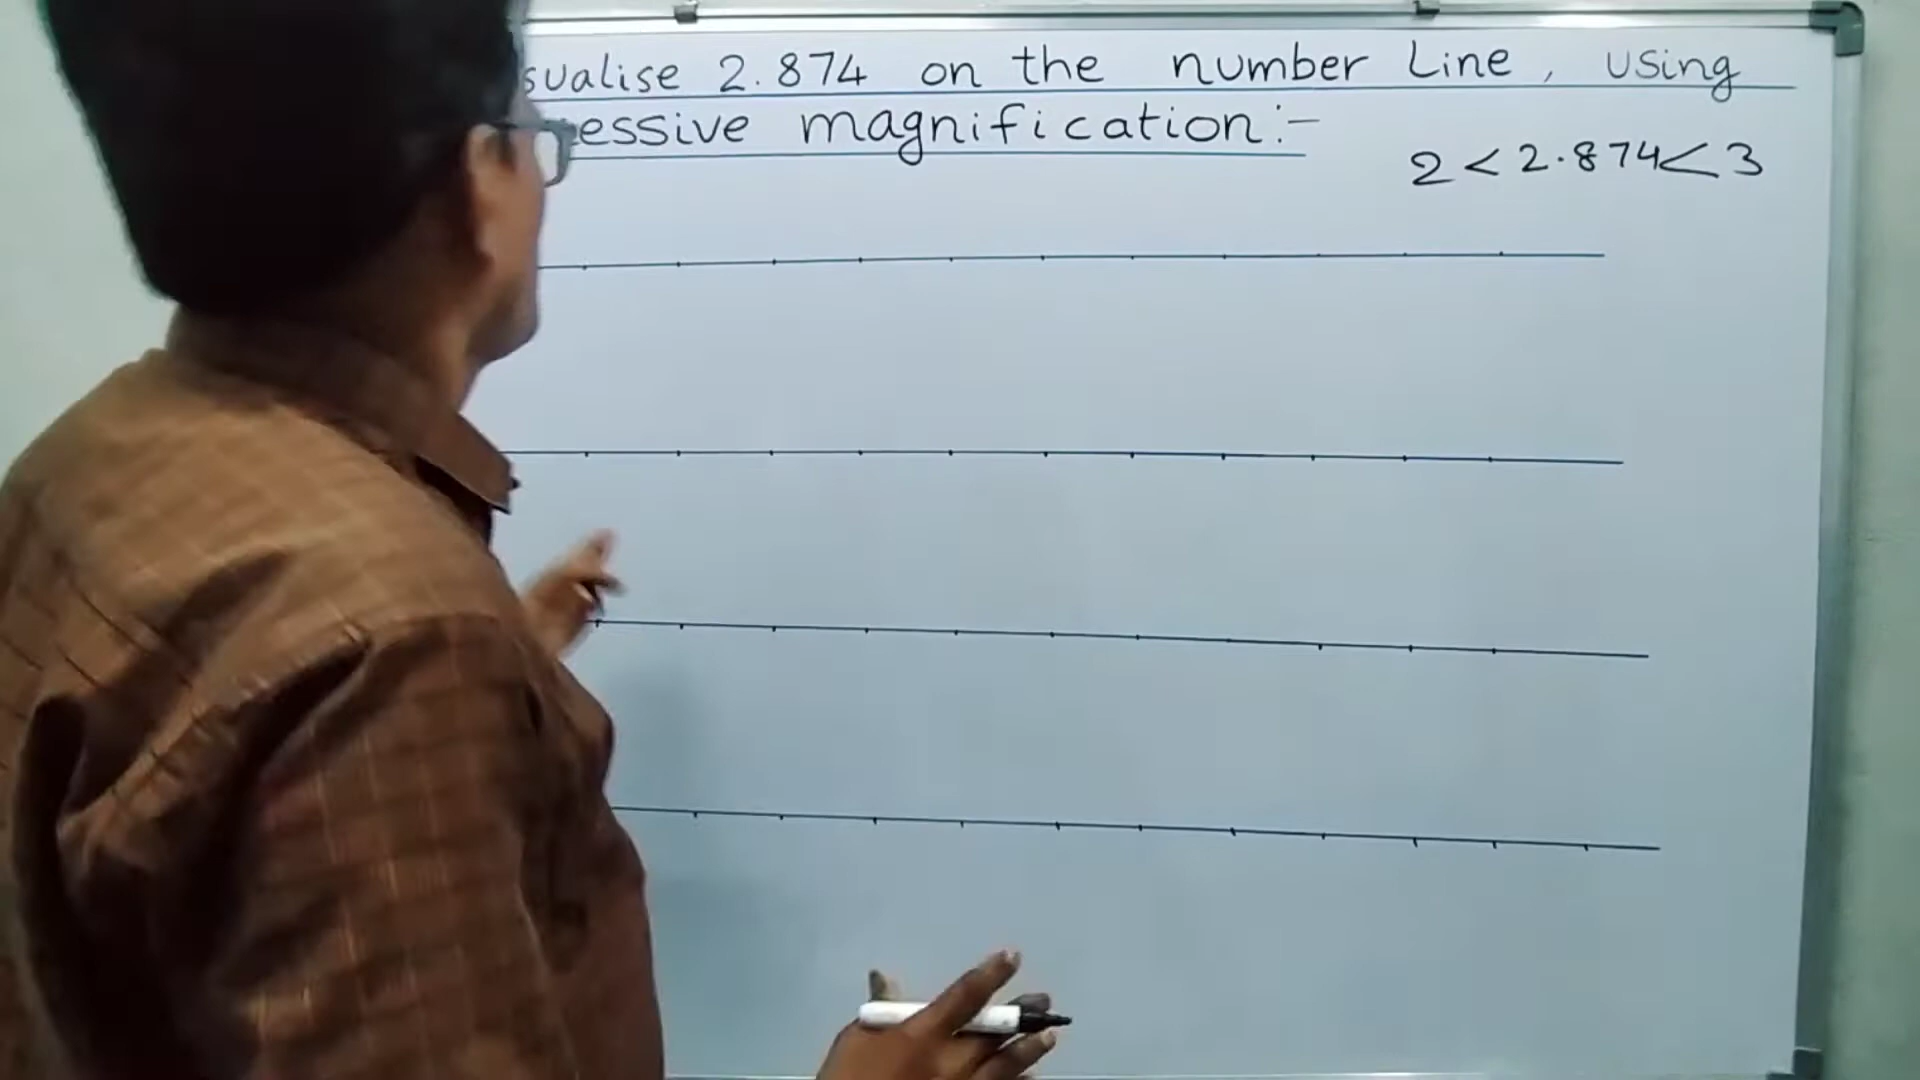 sualise 2.874 on the number Line, using
essive magnification:-
2 < 2.874 < 3